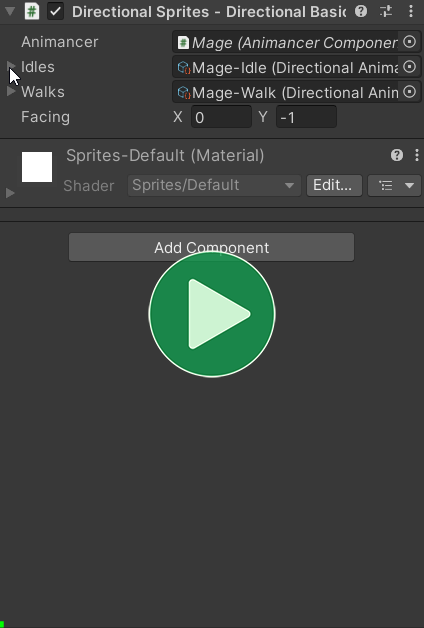 Directional Sprites - Directional Basic
Animancer Mage (Animancer Componer
Idles Mage-Idle (Directional Anima
Walks Mage-Walk (Directional Anin
Facing X 0 Y -1
Sprites-Default (Material)
Shader Sprites/Default Edit...
Add Component